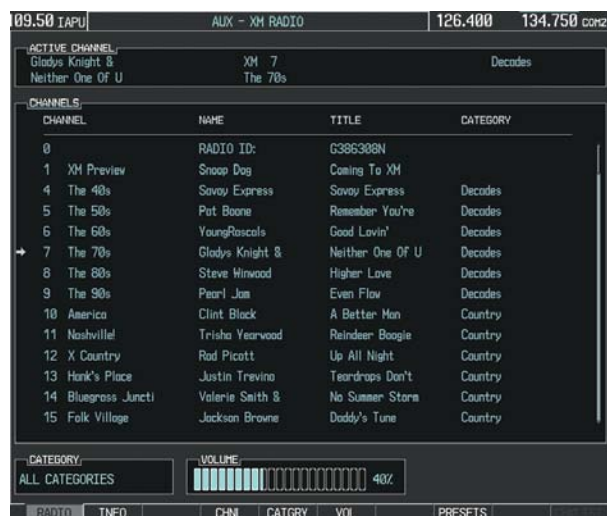 109.50 IAPU AUX - XM RADIO 126.400 134.750 COM2
ACTIVE CHANNEL
Gladys Knight & XM 7 Decades
Neither One Of U The 70s
CHANNELS
CHANNEL NAME TITLE CATEGORY
0 RADIO ID: G386308N
1 XM Preview Snoop Dog Coming To XM
4 The 40s Savoy Express Savoy Express Decades
5 The 50s Pat Boone Remember You're Decades
6 The 60s YoungRascals Good Lovin' Decades
7 The 70s Gladys Knight & Neither One Of U Decades
8 The 80s Steve Winwood Higher Love Decades
9 The 90s Pearl Jam Even Flow Decades
10 America Clint Black A Better Man Country
11 Nashville! Trisha Yearwood Reindeer Boogie Country
12 X Country Rod Picott Up All Night Country
13 Hank's Place Justin Trevino Teardrops Don't Country
14 Bluegrass Juncti Valerie Smith & No Summer Storm Country
15 Folk Village Jackson Browne Daddy's Tune Country
CATEGORY VOLUME
ALL CATEGORIES 40%
RADIO INFO CHNL CATGRY VOL PRESETS